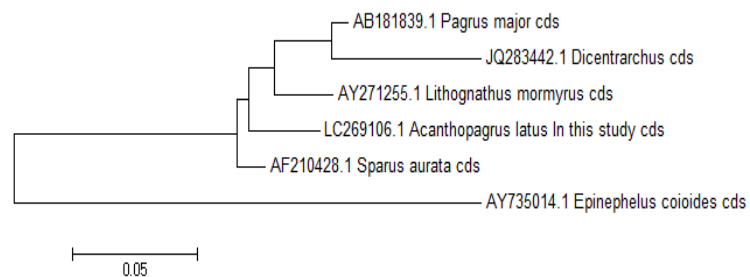 AB181839.1 Pagrus major cds
JQ283442.1 Dicentrarchus cds
AY271255.1 Lithognathus mormyrus cds
LC269106.1 Acanthopagrus latus In this study cds
AF210428.1 Sparus aurata cds
AY735014.1 Epinephelus coioides cds
0.05